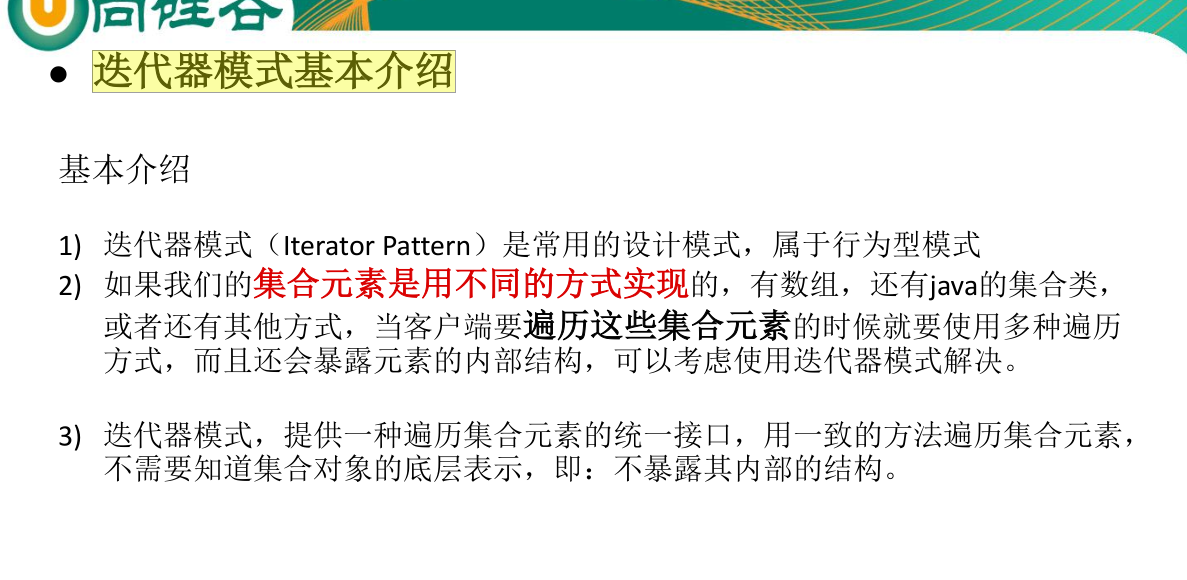 尚硅谷
迭代器模式基本介绍
基本介绍
1) 迭代器模式（Iterator Pattern）是常用的设计模式，属于行为型模式
2) 如果我们的集合元素是用不同的方式实现的，有数组，还有java的集合类，
或者还有其他方式，当客户端要遍历这些集合元素的时候就要使用多种遍历
方式，而且还会暴露元素的内部结构，可以考虑使用迭代器模式解决。
3) 迭代器模式，提供一种遍历集合元素的统一接口，用一致的方法遍历集合元素，
不需要知道集合对象的底层表示，即：不暴露其内部的结构。